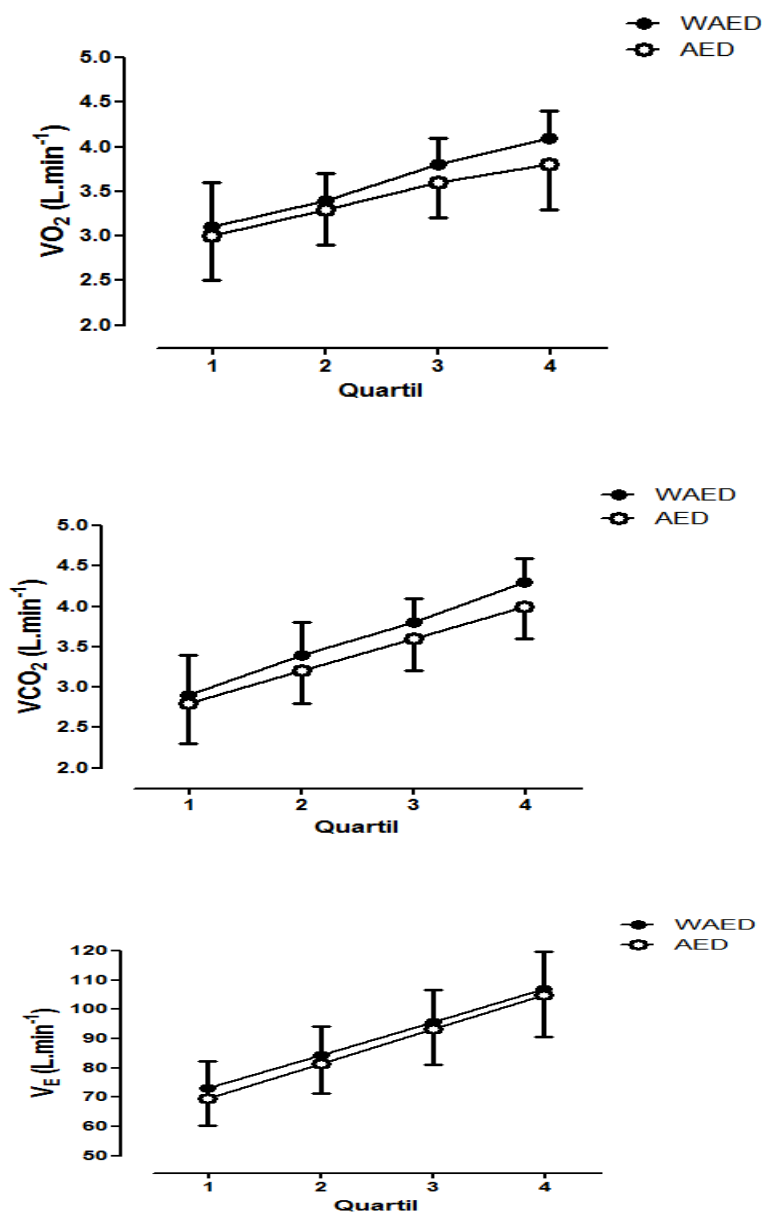 WAED
AED
5.0
4.5
4.0
3.5
3.0
2.5
2.0
VO₂ (L.min⁻¹)
1 2 3 4
Quartil
WAED
AED
5.0
4.5
4.0
3.5
3.0
2.5
2.0
VCO₂ (L.min⁻¹)
1 2 3 4
Quartil
WAED
AED
120
110
100
90
80
70
60
50
V_E (L.min⁻¹)
1 2 3 4
Quartil